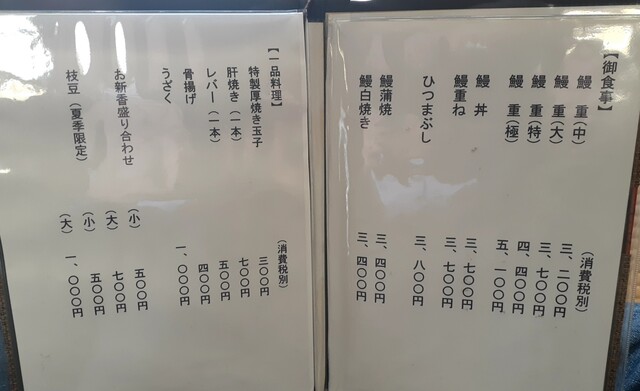 【御食事】 (消費税別)
鰻 重(中) 三、二〇〇円
鰻 重(大) 三、七〇〇円
鰻 重(特) 四、四〇〇円
鰻 重(極) 五、一〇〇円
鰻 丼 三、七〇〇円
鰻重ね 三、七〇〇円
ひつまぶし 三、八〇〇円
鰻蒲焼 三、四〇〇円
鰻白焼き 三、四〇〇円
【一品料理】 (消費税別)
特製厚焼き玉子 三〇〇円
肝焼き(一本) 七〇〇円
レバー(一本) 五〇〇円
骨揚げ 四〇〇円
うざく 一、〇〇〇円
お新香盛り合わせ (小) 五〇〇円
(大) 七〇〇円
枝豆(夏季限定) (小) 五〇〇円
(大) 一、〇〇〇円